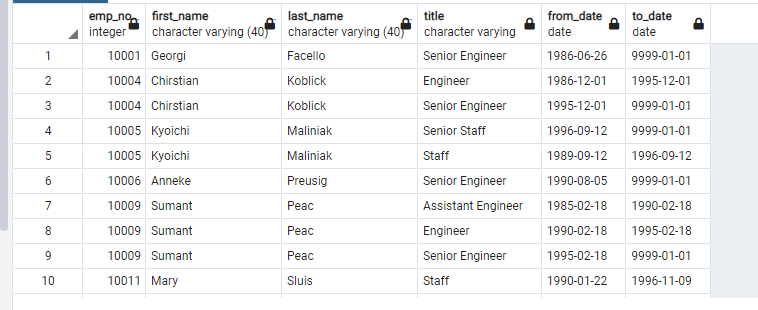 emp_no first_name last_name title from_date to_date
integer character varying (40) character varying (40) character varying date date
1 10001 Georgi Facello Senior Engineer 1986-06-26 9999-01-01
2 10004 Chirstian Koblick Engineer 1986-12-01 1995-12-01
3 10004 Chirstian Koblick Senior Engineer 1995-12-01 9999-01-01
4 10005 Kyoichi Maliniak Senior Staff 1996-09-12 9999-01-01
5 10005 Kyoichi Maliniak Staff 1989-09-12 1996-09-12
6 10006 Anneke Preusig Senior Engineer 1990-08-05 9999-01-01
7 10009 Sumant Peac Assistant Engineer 1985-02-18 1990-02-18
8 10009 Sumant Peac Engineer 1990-02-18 1995-02-18
9 10009 Sumant Peac Senior Engineer 1995-02-18 9999-01-01
10 10011 Mary Sluis Staff 1990-01-22 1996-11-09